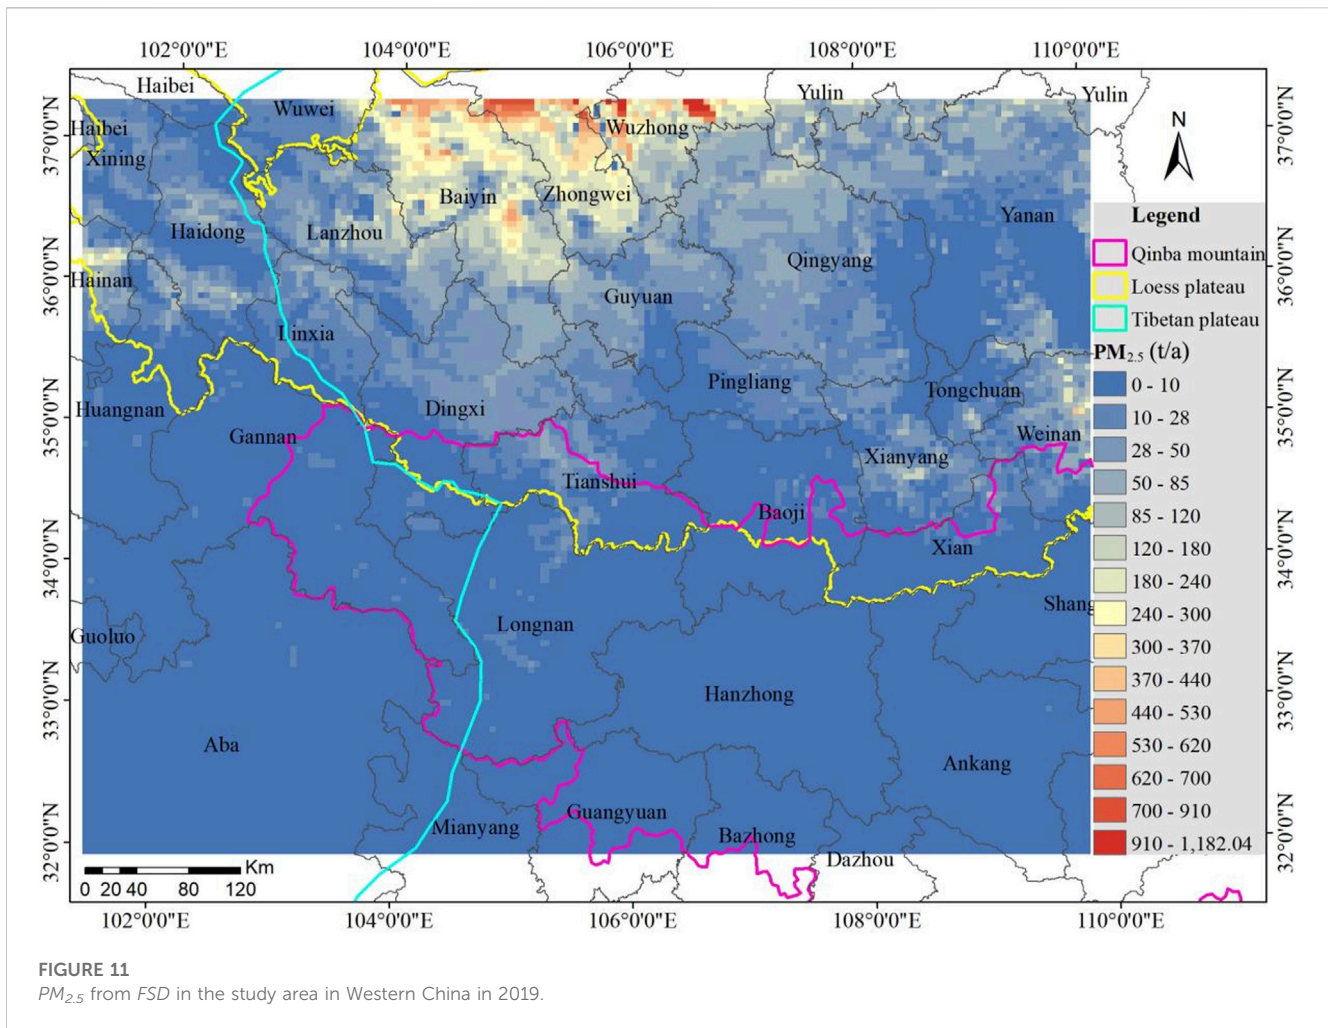 102°0'0"E 104°0'0"E 106°0'0"E 108°0'0"E 110°0'0"E
Haibei
Wuwei
Yulin
Yulin
37°0'0"N
37°0'0"N
N
Haibei
Xining
Wuzhong
Baiyin
Zhongwei
Haidong
Lanzhou
Yanan
Qingyang
36°0'0"N
36°0'0"N
Hainan
Guyuan
Linxia
Pingliang
Tongchuan
35°0'0"N
35°0'0"N
Huangnan
Dingxi
Gannan
Weinan
Xianyang
Tianshui
Baoji
Xian
34°0'0"N
34°0'0"N
Shang
Guoluo
Longnan
33°0'0"N
33°0'0"N
Hanzhong
Aba
Ankang
Guangyuan
Mianyang
Bazhong
Dazhou
32°0'0"N
32°0'0"N
Legend
Qinba mountain
Loess plateau
Tibetan plateau
PM2.5 (t/a)
0 - 10
10 - 28
28 - 50
50 - 85
85 - 120
120 - 180
180 - 240
240 - 300
300 - 370
370 - 440
440 - 530
530 - 620
620 - 700
700 - 910
910 - 1,182.04
Km
0 20 40 80 120
102°0'0"E 104°0'0"E 106°0'0"E 108°0'0"E 110°0'0"E
FIGURE 11
PM2.5 from FSD in the study area in Western China in 2019.